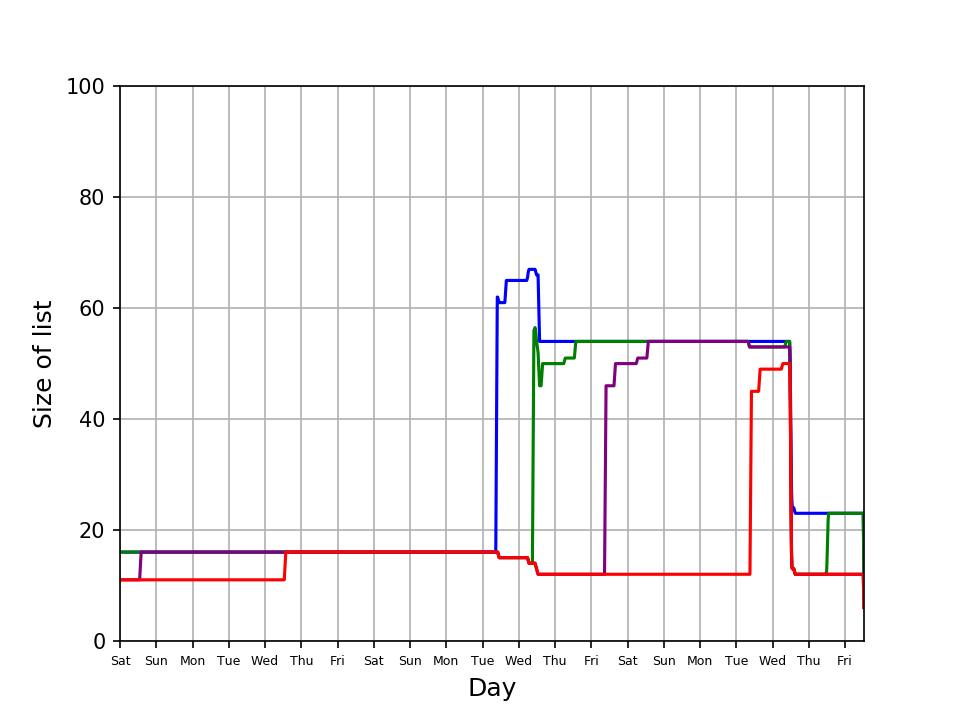 100
80
60
40
20
0
Size of list
Sat Sun Mon Tue Wed Thu Fri Sat Sun Mon Tue Wed Thu Fri Sat Sun Mon Tue Wed Thu Fri
Day